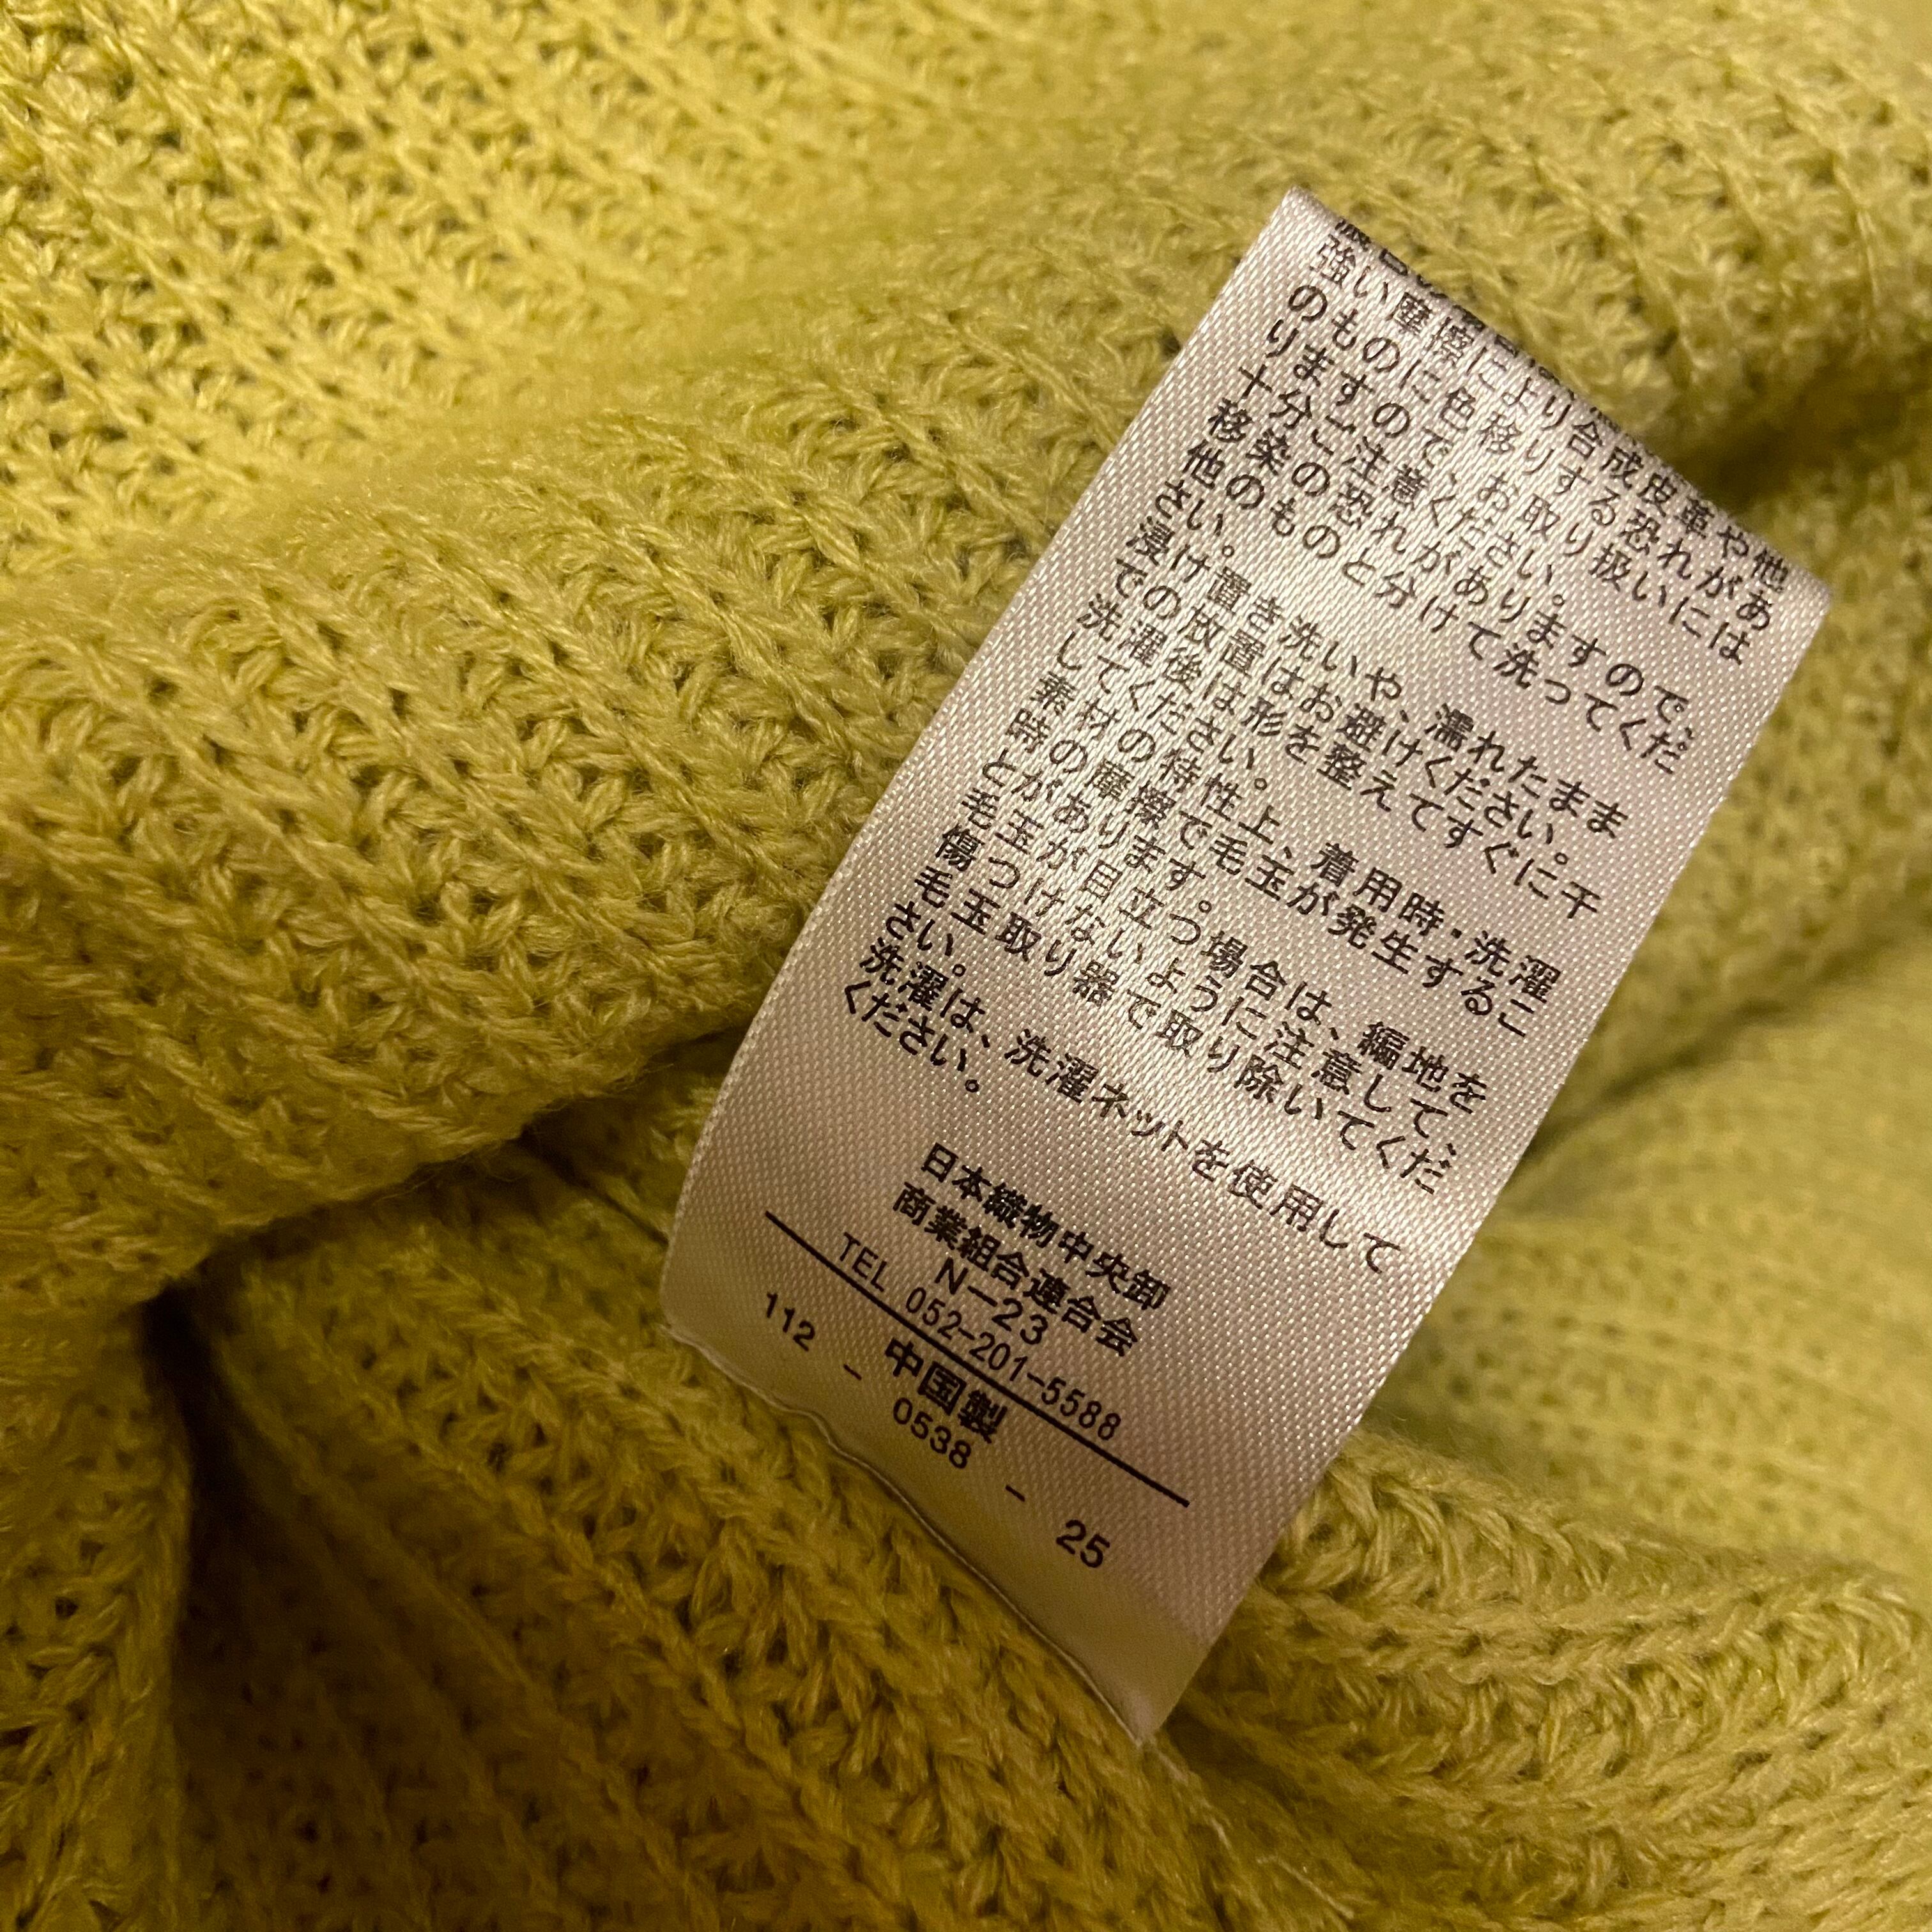 強い摩擦により合成皮革や他
のものに色移りする恐れがあ
りますので、お取り扱いには
十分ご注意ください。
移染の恐れがありますので、
他のものと分けて洗ってくだ
さい。
浸け置き洗いや、濡れたまま
での放置はお避けください。
洗濯後は形を整えてすぐに干
してください。
素材の特性上、着用時・洗濯
時の摩擦で毛玉が発生するこ
とがあります。
毛玉が目立つ場合は、編地を
傷つけないように注意して、
毛玉取り器で取り除いてくだ
さい。
洗濯は、洗濯ネットを使用して
ください。
日本織物中央卸
商業組合連合会
N-23
TEL 052-201-5588
中国製
112 - 0538 - 25